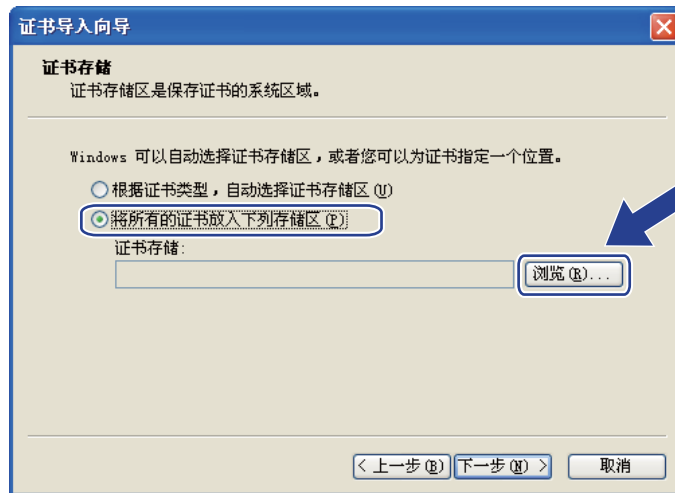 证书导入向导
证书存储
证书存储区是保存证书的系统区域。
Windows 可以自动选择证书存储区，或者您可以为证书指定一个位置。
根据证书类型，自动选择证书存储区(U)
将所有的证书放入下列存储区(P)
证书存储:
浏览(R)...
< 上一步(B) 下一步(N) > 取消